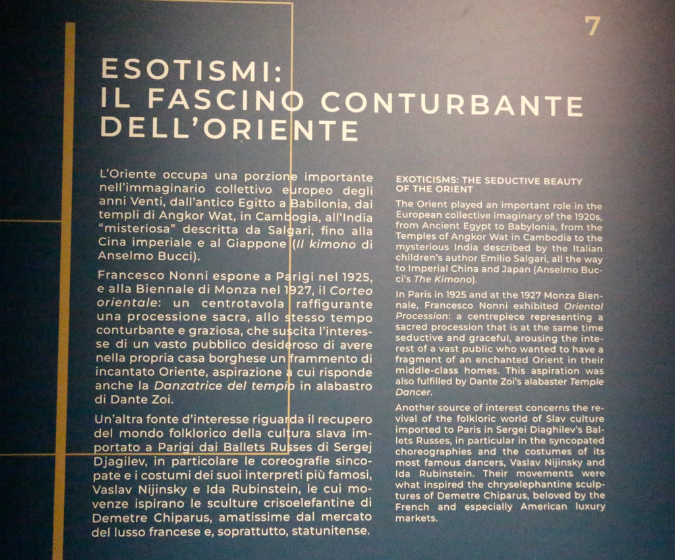 7
ESOTISMI:
IL FASCINO CONTURBANTE
DELL'ORIENTE
L'Oriente occupa una porzione importante
nell'immaginario collettivo europeo degli
anni Venti, dall'antico Egitto a Babilonia, dai
templi di Angkor Wat, in Cambogia, all'India
"misteriosa" descritta da Salgari, fino alla
Cina imperiale e al Giappone (Il kimono di
Anselmo Bucci).
Francesco Nonni espone a Parigi nel 1925,
e alla Biennale di Monza nel 1927, il Corteo
orientale: un centrotavola raffigurante
una processione sacra, allo stesso tempo
conturbante e graziosa, che suscita l'interes-
se di un vasto pubblico desideroso di avere
nella propria casa borghese un frammento di
incantato Oriente, aspirazione a cui risponde
anche la Danzatrice del tempio in alabastro
di Dante Zoi.
Un'altra fonte d'interesse riguarda il recupero
del mondo folklorico della cultura slava im-
portato a Parigi dai Ballets Russes di Sergej
Djagilev, in particolare le coreografie sinco-
pate e i costumi dei suoi interpreti più famosi,
Vaslav Nijinsky e Ida Rubinstein, le cui mo-
venze ispirano le sculture crisoelefantine di
Demetre Chiparus, amatissime dal mercato
del lusso francese e, soprattutto, statunitense.
EXOTICISMS: THE SEDUCTIVE BEAUTY
OF THE ORIENT
The Orient played an important role in the
European collective imaginary of the 1920s,
from Ancient Egypt to Babylonia, from the
Temples of Angkor Wat in Cambodia to the
mysterious India described by the Italian
children's author Emilio Salgari, all the way
to Imperial China and Japan (Anselmo Buc-
ci's The Kimono).
In Paris in 1925 and at the 1927 Monza Bien-
nale, Francesco Nonni exhibited Oriental
Procession: a centrepiece representing a
sacred procession that is at the same time
seductive and graceful, arousing the inte-
rest of a vast public who wanted to have a
fragment of an enchanted Orient in their
middle-class homes. This aspiration was
also fulfilled by Dante Zoi's alabaster Temple
Dancer.
Another source of interest concerns the re-
vival of the folkloric world of Slav culture
imported to Paris in Sergei Diaghilev's Bal-
lets Russes, in particular in the syncopated
choreographies and the costumes of its
most famous dancers, Vaslav Nijinsky and
Ida Rubinstein. Their movements were
what inspired the chryselephantine sculp-
tures of Demetre Chiparus, beloved by the
French and especially American luxury
markets.